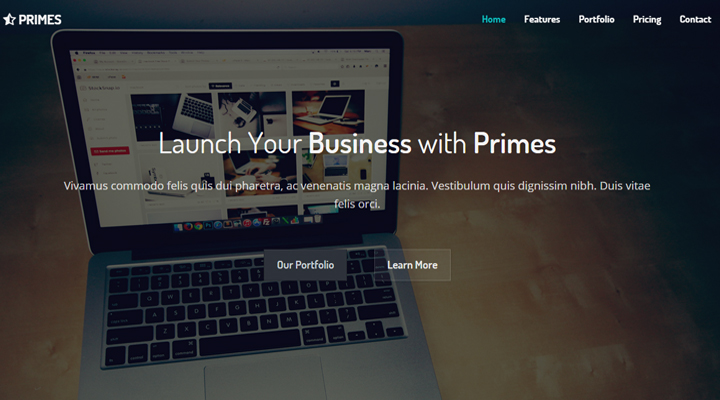 PRIMES
Home Features Portfolio Pricing Contact
Launch Your Business with Primes
Vivamus commodo felis quis dui pharetra, ac venenatis magna lacinia. Vestibulum quis dignissim nibh. Duis vitae
felis orci.
Our Portfolio Learn More